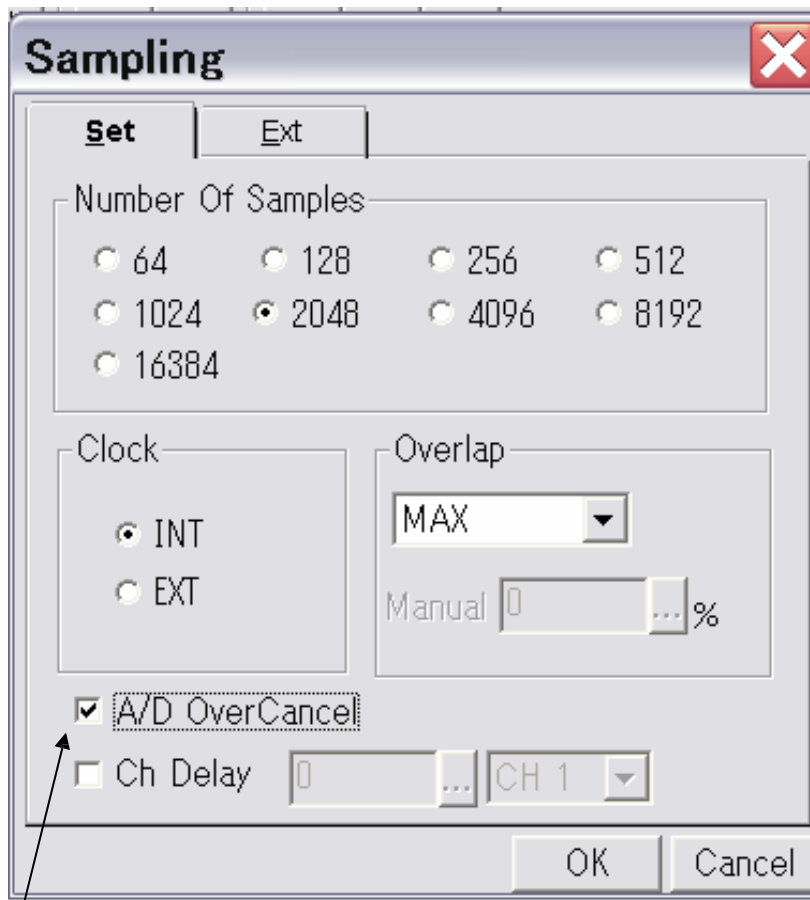 Sampling
Set Ext
Number Of Samples
64 128 256 512
1024 2048 4096 8192
16384
Clock Overlap
INT MAX
EXT Manual 0 ... %
A/D OverCancel
Ch Delay 0 ... CH 1
OK Cancel